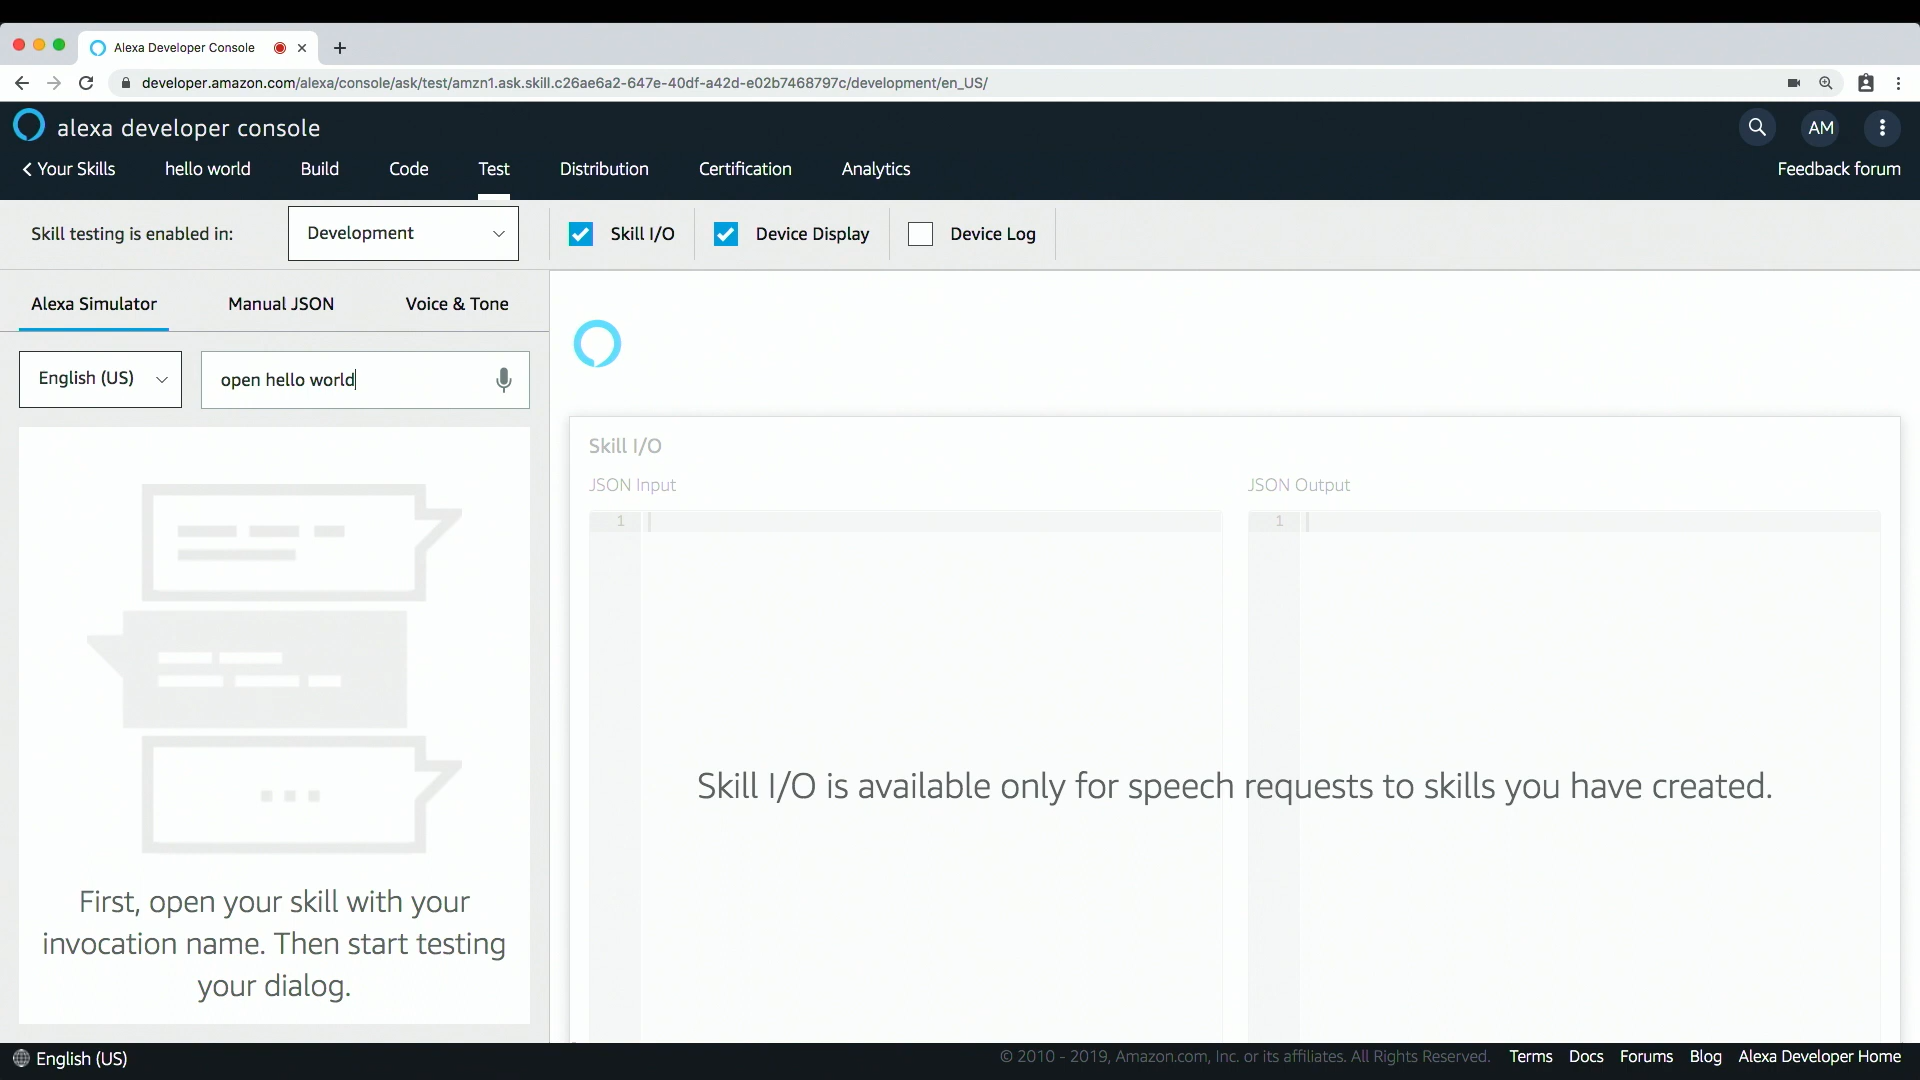 Alexa Developer Console
developer.amazon.com/alexa/console/ask/test/amzn1.ask.skill.c26ae6a2-647e-40df-a42d-e02b7468797c/development/en_US/
alexa developer console
AM
Your Skills
hello world
Build
Code
Test
Distribution
Certification
Analytics
Feedback forum
Skill testing is enabled in:
Development
Skill I/O
Device Display
Device Log
Alexa Simulator
Manual JSON
Voice & Tone
English (US)
open hello world
Skill I/O
JSON Input
JSON Output
1
1
Skill I/O is available only for speech requests to skills you have created.
First, open your skill with your
invocation name. Then start testing
your dialog.
English (US)
© 2010 - 2019, Amazon.com, Inc. or its affiliates. All Rights Reserved.
Terms
Docs
Forums
Blog
Alexa Developer Home